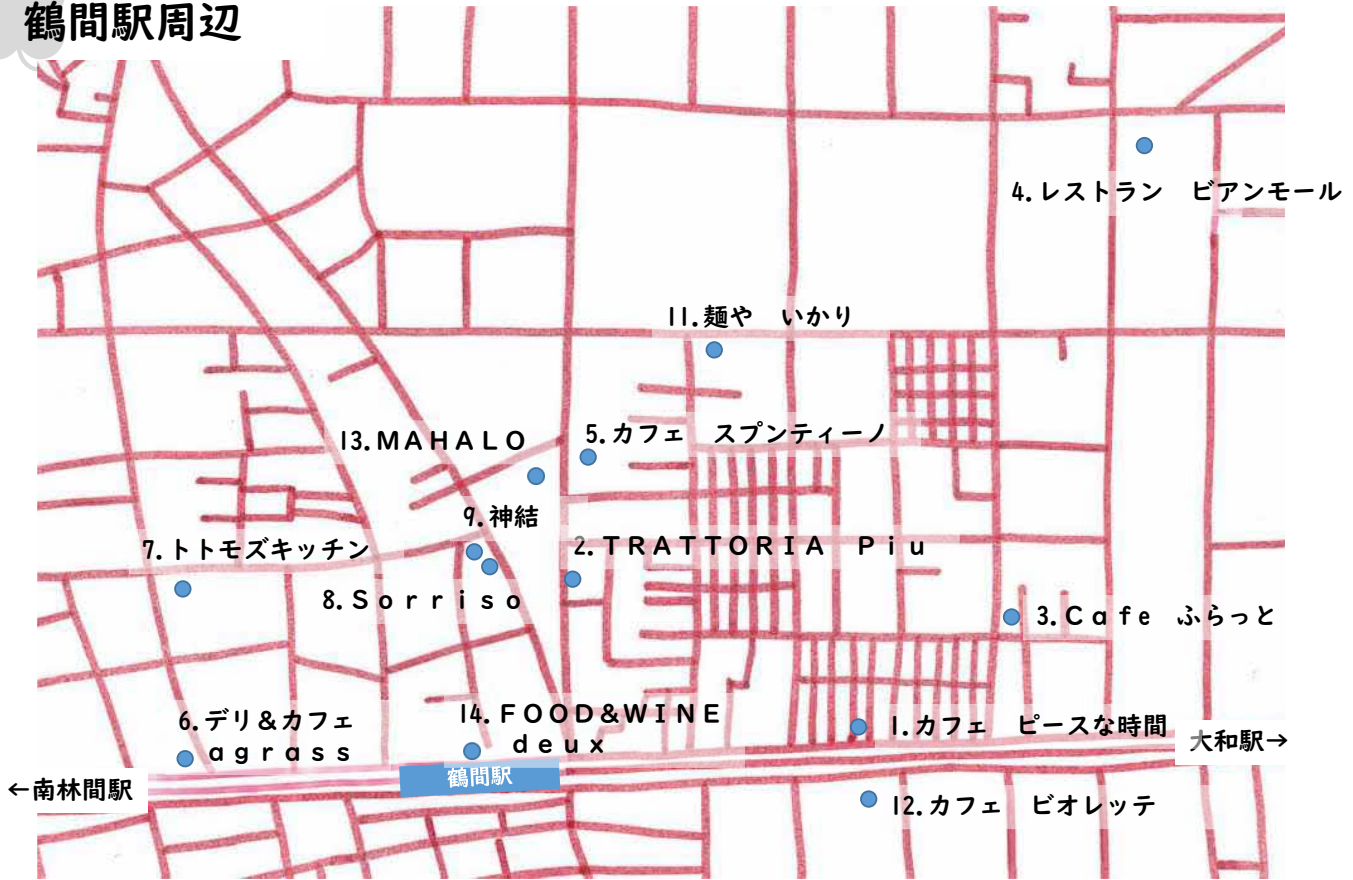 鶴間駅周辺
4.レストラン　ビアンモール
11.麺や　いかり
13.ＭＡＨＡＬＯ
5.カフェ　スプンティーノ
9.神結
7.トトモズキッチン
2.ＴＲＡＴＴＯＲＩＡ　Ｐｉｕ
8.Ｓｏｒｒｉｓｏ
3.Ｃａｆｅ　ふらっと
6.デリ＆カフェ
ａｇｒａｓｓ
14.ＦＯＯＤ&ＷＩＮＥ
ｄｅｕｘ
1.カフェ　ピースな時間
大和駅→
←南林間駅
鶴間駅
12.カフェ　ビオレッテ